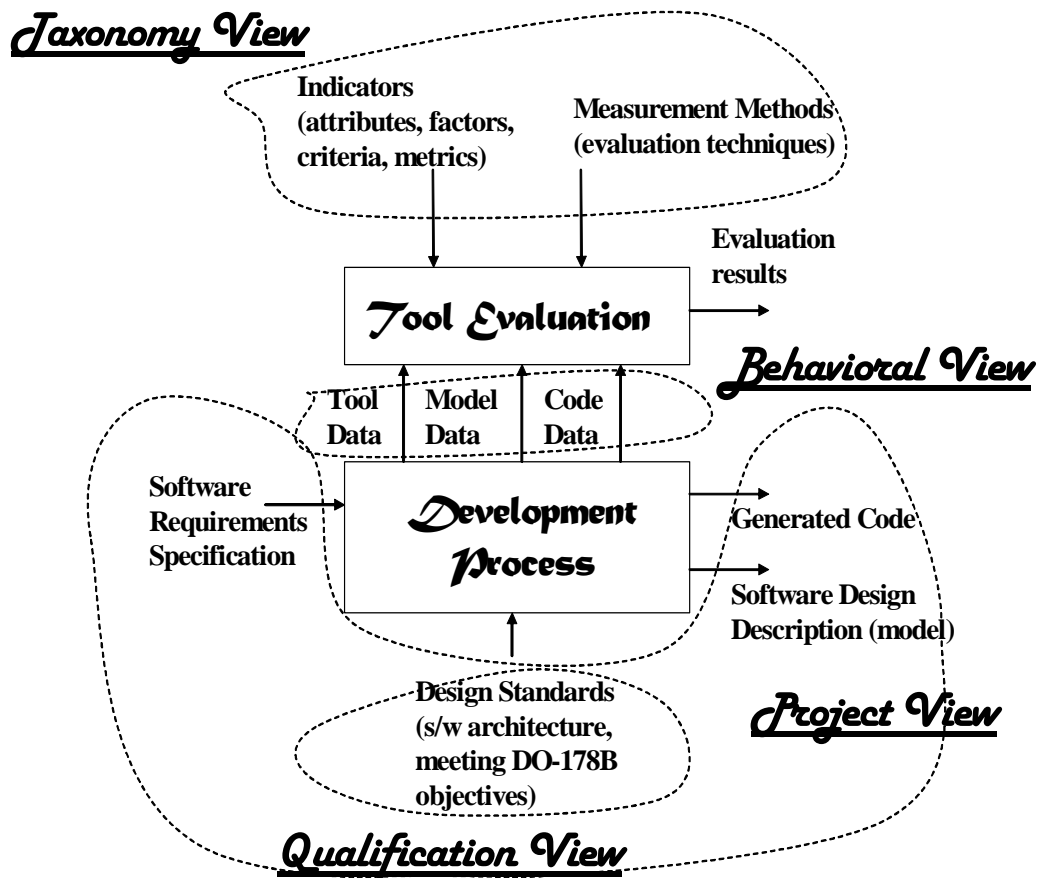 Taxonomy View
Indicators
(attributes, factors,
criteria, metrics)
Measurement Methods
(evaluation techniques)
Evaluation
results
Tool Evaluation
Behavioral View
Tool
Data
Model
Data
Code
Data
Software
Requirements
Specification
Development
Process
Generated Code
Software Design
Description (model)
Design Standards
(s/w architecture,
meeting DO-178B
objectives)
Project View
Qualification View